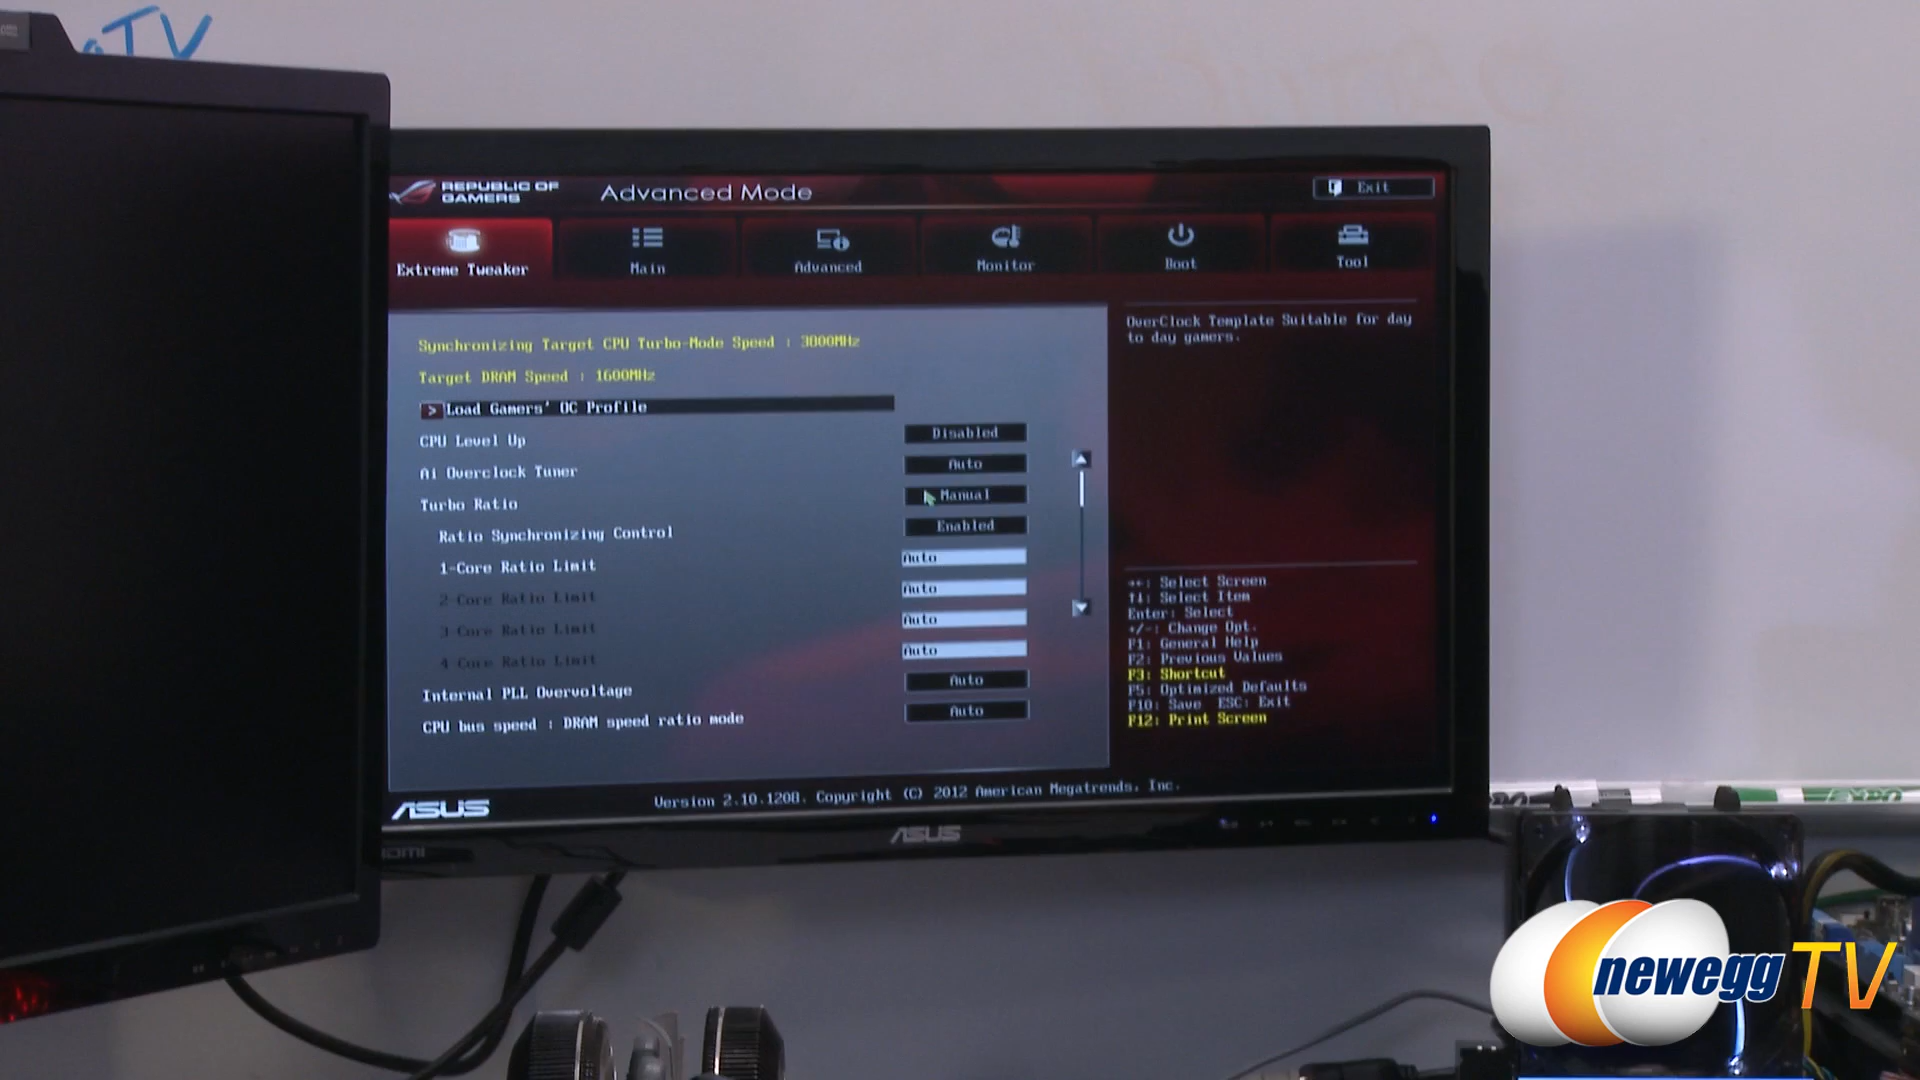 TV
REPUBLIC OF
GAMERS
Advanced Mode
Exit
Extreme Tweaker
Main
Advanced
Monitor
Boot
Tool
Synchronizing Target CPU Turbo-Mode Speed : 3800MHz
Target DRAM Speed : 1600MHz
> Load Gamers' OC Profile
CPU Level Up Disabled
Ai Overclock Tuner Auto
Turbo Ratio Manual
Ratio Synchronizing Control Enabled
1-Core Ratio Limit Auto
2-Core Ratio Limit Auto
3-Core Ratio Limit Auto
4-Core Ratio Limit Auto
Internal PLL Overvoltage Auto
CPU bus speed : DRAM speed ratio mode Auto
OverClock Template Suitable for day
to day gamers.
→←: Select Screen
↑↓: Select Item
Enter: Select
+/-: Change Opt.
F1: General Help
F2: Previous Values
F3: Shortcut
F5: Optimized Defaults
F10: Save ESC: Exit
F12: Print Screen
Version 2.10.1208. Copyright (C) 2012 American Megatrends, Inc.
ASUS
ASUS
HDMI
newegg TV